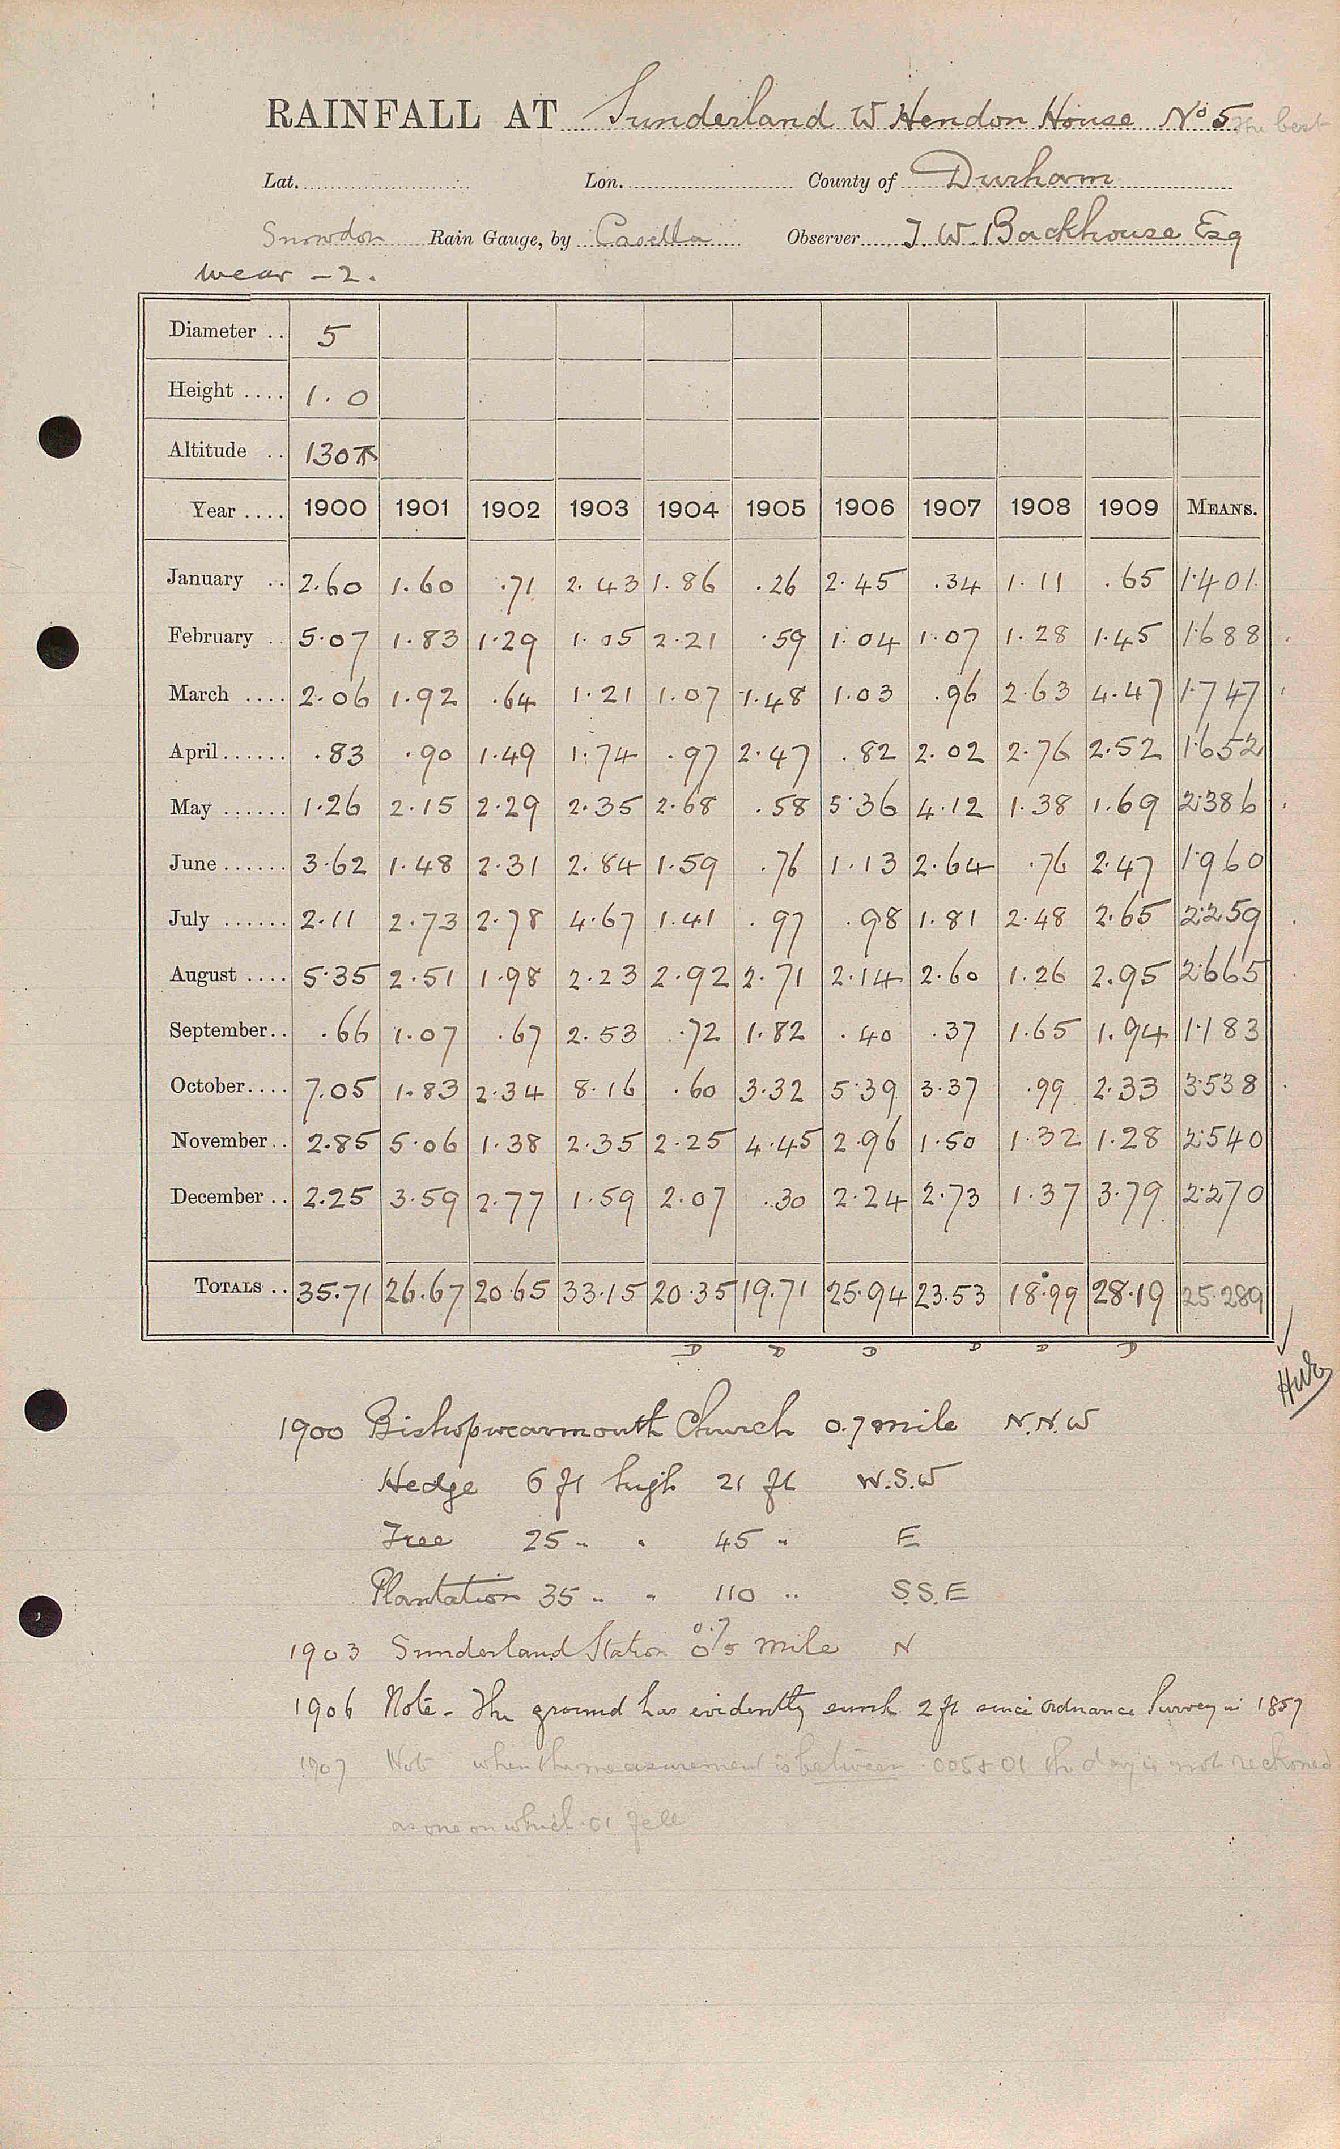 RAINFALL AT Sunderland W Hendon House No 5 The best
Lat. Lon. County of Durham
Snowdon Rain Gauge, by Casella Observer T W. Backhouse Esq
Wear - 2.
Diameter .. 5
Height .... 1. 0
Altitude .. 130
Year .... 1900 1901 1902 1903 1904 1905 1906 1907 1908 1909 MEANS.
January .. 2.60 1.60 .71 2.43 1.86 .26 2.45 .34 1.11 .65 1.401
February .. 5.07 1.83 1.29 1.05 2.21 .59 1.04 1.07 1.28 1.45 1.688
March .... 2.06 1.92 .64 1.21 1.07 1.48 1.03 .96 2.63 4.47 1.747
April ...... .83 .90 1.49 1.74 .97 2.47 .82 2.02 2.76 2.52 1.652
May ...... 1.26 2.15 2.29 2.35 2.68 .58 5.36 4.12 1.38 1.69 2.386
June ...... 3.62 1.48 2.31 2.84 1.59 .76 1.13 2.64 .76 2.47 1.960
July ...... 2.11 2.73 2.78 4.67 1.41 .97 .98 1.81 2.48 2.65 2.259
August .... 5.35 2.51 1.98 2.23 2.92 2.71 2.14 2.60 1.26 2.95 2.665
September .. .66 1.07 .67 2.53 .72 1.82 .40 .37 1.65 1.94 1.183
October .... 7.05 1.83 2.34 8.16 .60 3.32 5.39 3.37 .99 2.33 3.538
November .. 2.85 5.06 1.38 2.35 2.25 4.45 2.96 1.50 1.32 1.28 2.540
December .. 2.25 3.59 2.77 1.59 2.07 .30 2.24 2.73 1.37 3.79 2.270
TOTALS .. 35.71 26.67 20.65 33.15 20.35 19.71 25.94 23.53 18.99 28.19 25.289
D D D D D D
1900 Bishopwearmouth Church 0.7 mile N.N.W
Hedge 6 ft high 21 ft W.S.W
Tree 25 " " 45 " E
Plantation 35 " " 110 " S.S.E
1903 Sunderland Station 0.7 mile N
1906 Note - The ground has evidently sunk 2 ft since Ordnance Survey in 1857
1907 Note when the measurement is between .005 & 01 the day is not reckoned
as one on which .01 fell